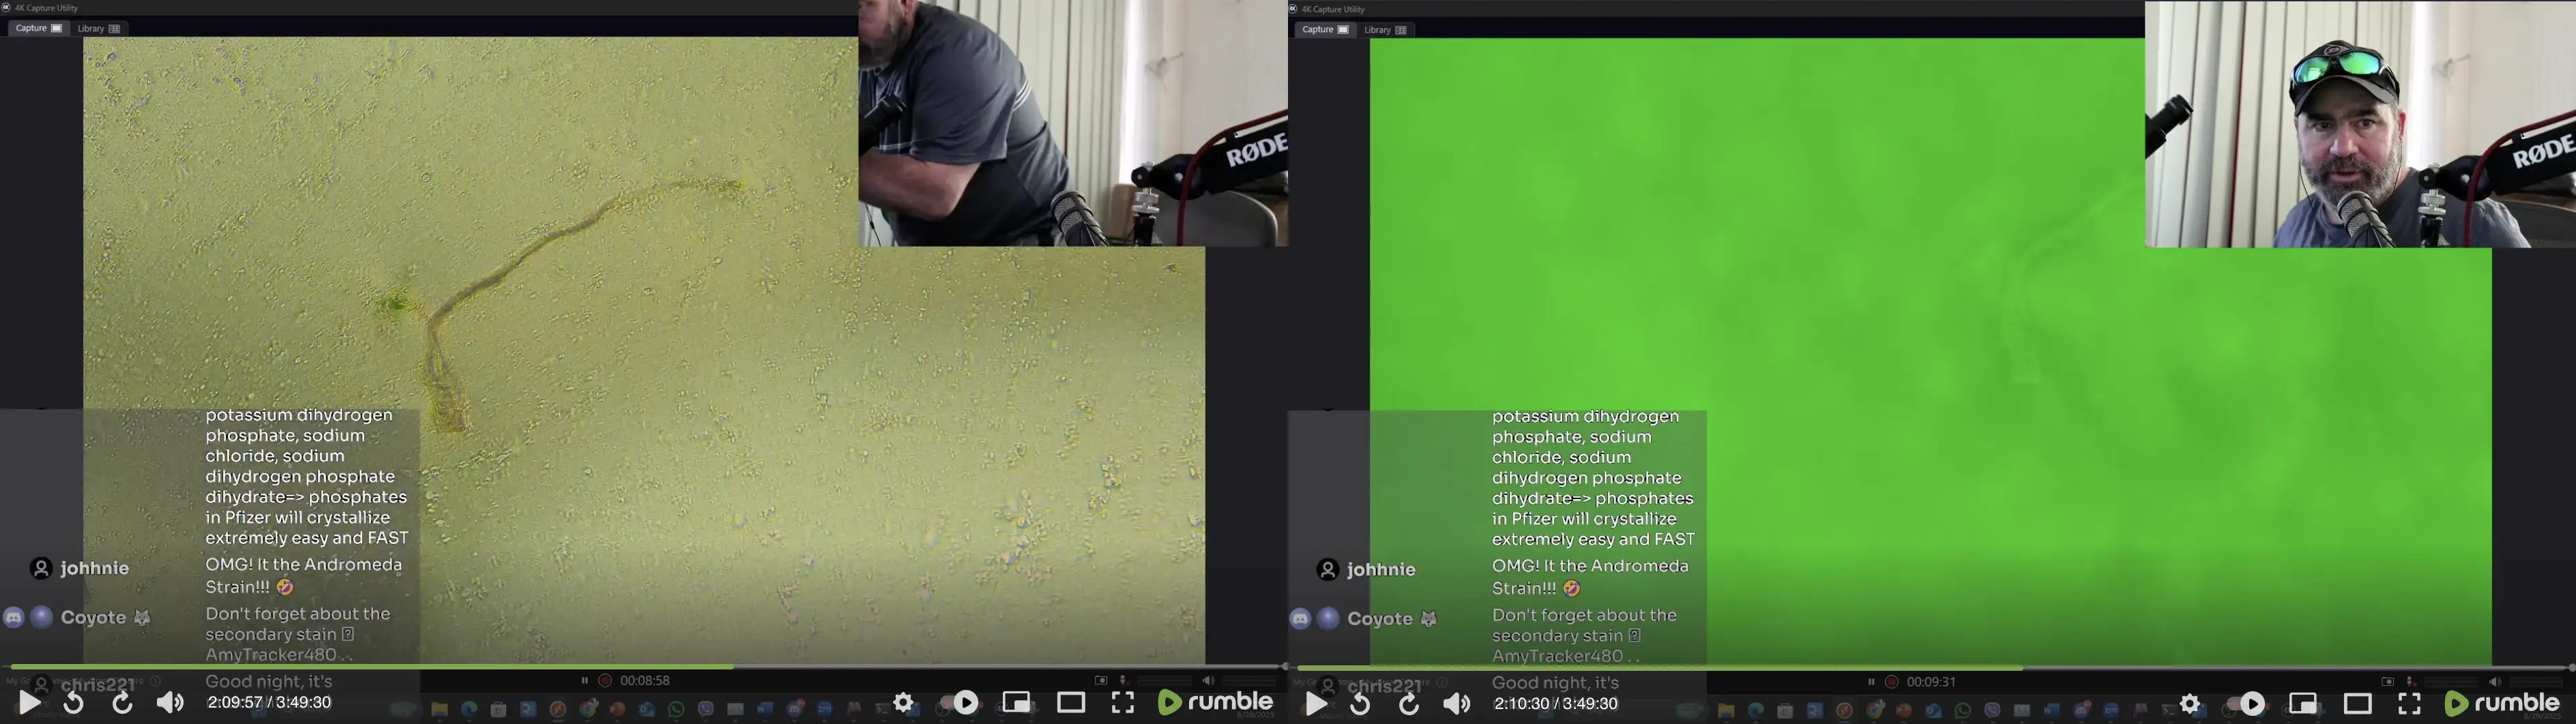 4K Capture Utility
Capture
Library
RØDE
potassium dihydrogen
phosphate, sodium
chloride, sodium
dihydrogen phosphate
dihydrate=> phosphates
in Pfizer will crystallize
extremely easy and FAST
johhnie
OMG! It the Andromeda
Strain!!! 🤣
Coyote 🐺
Don't forget about the
secondary stain
AmyTracker480 . .
chris221
Good night, it's
00:08:58
2:09:57 / 3:49:30
rumble
4K Capture Utility
Capture
Library
RØDE
potassium dihydrogen
phosphate, sodium
chloride, sodium
dihydrogen phosphate
dihydrate=> phosphates
in Pfizer will crystallize
extremely easy and FAST
johhnie
OMG! It the Andromeda
Strain!!! 🤣
Coyote 🐺
Don't forget about the
secondary stain
AmyTracker480 . .
chris221
Good night, it's
00:09:31
2:10:30 / 3:49:30
rumble